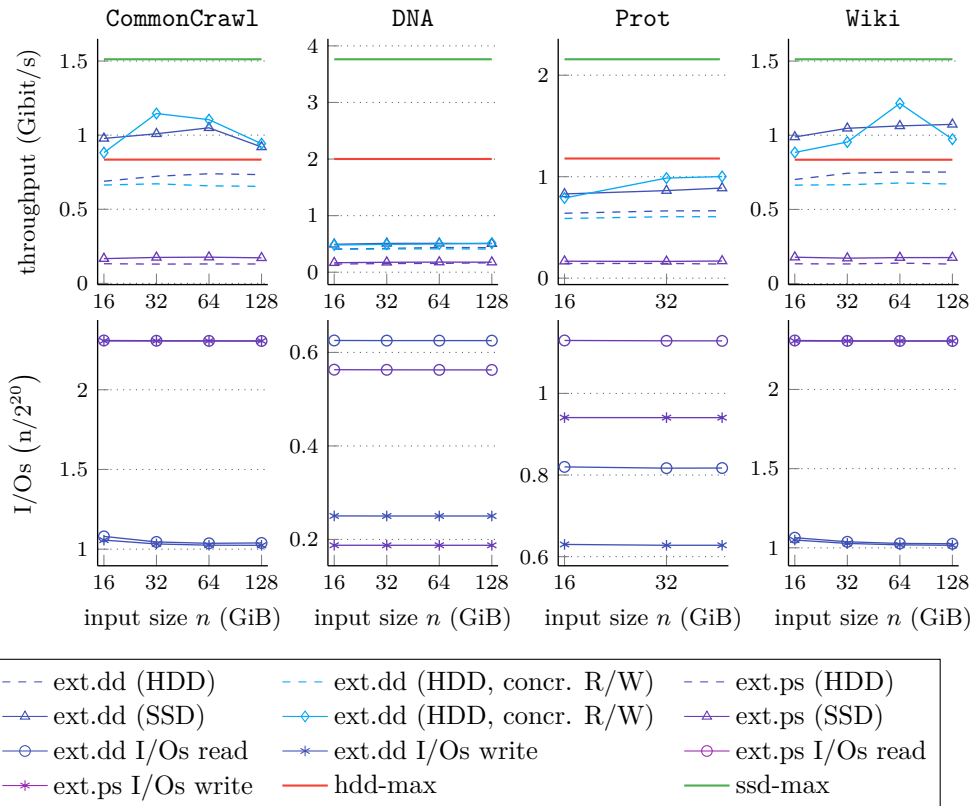 CommonCrawl DNA Prot Wiki
throughput (Gibit/s)
1.5
1
0.5
0
16 32 64 128
4
3
2
1
0
16 32 64 128
2
1
0
16 32
1.5
1
0.5
0
16 32 64 128
I/Os (n/2^20)
2
1.5
1
16 32 64 128
input size n (GiB)
0.6
0.4
0.2
16 32 64 128
input size n (GiB)
1
0.8
0.6
16 32
input size n (GiB)
2
1.5
1
16 32 64 128
input size n (GiB)
ext.dd (HDD) ext.dd (HDD, concr. R/W) ext.ps (HDD)
ext.dd (SSD) ext.dd (HDD, concr. R/W) ext.ps (SSD)
ext.dd I/Os read ext.dd I/Os write ext.ps I/Os read
ext.ps I/Os write hdd-max ssd-max